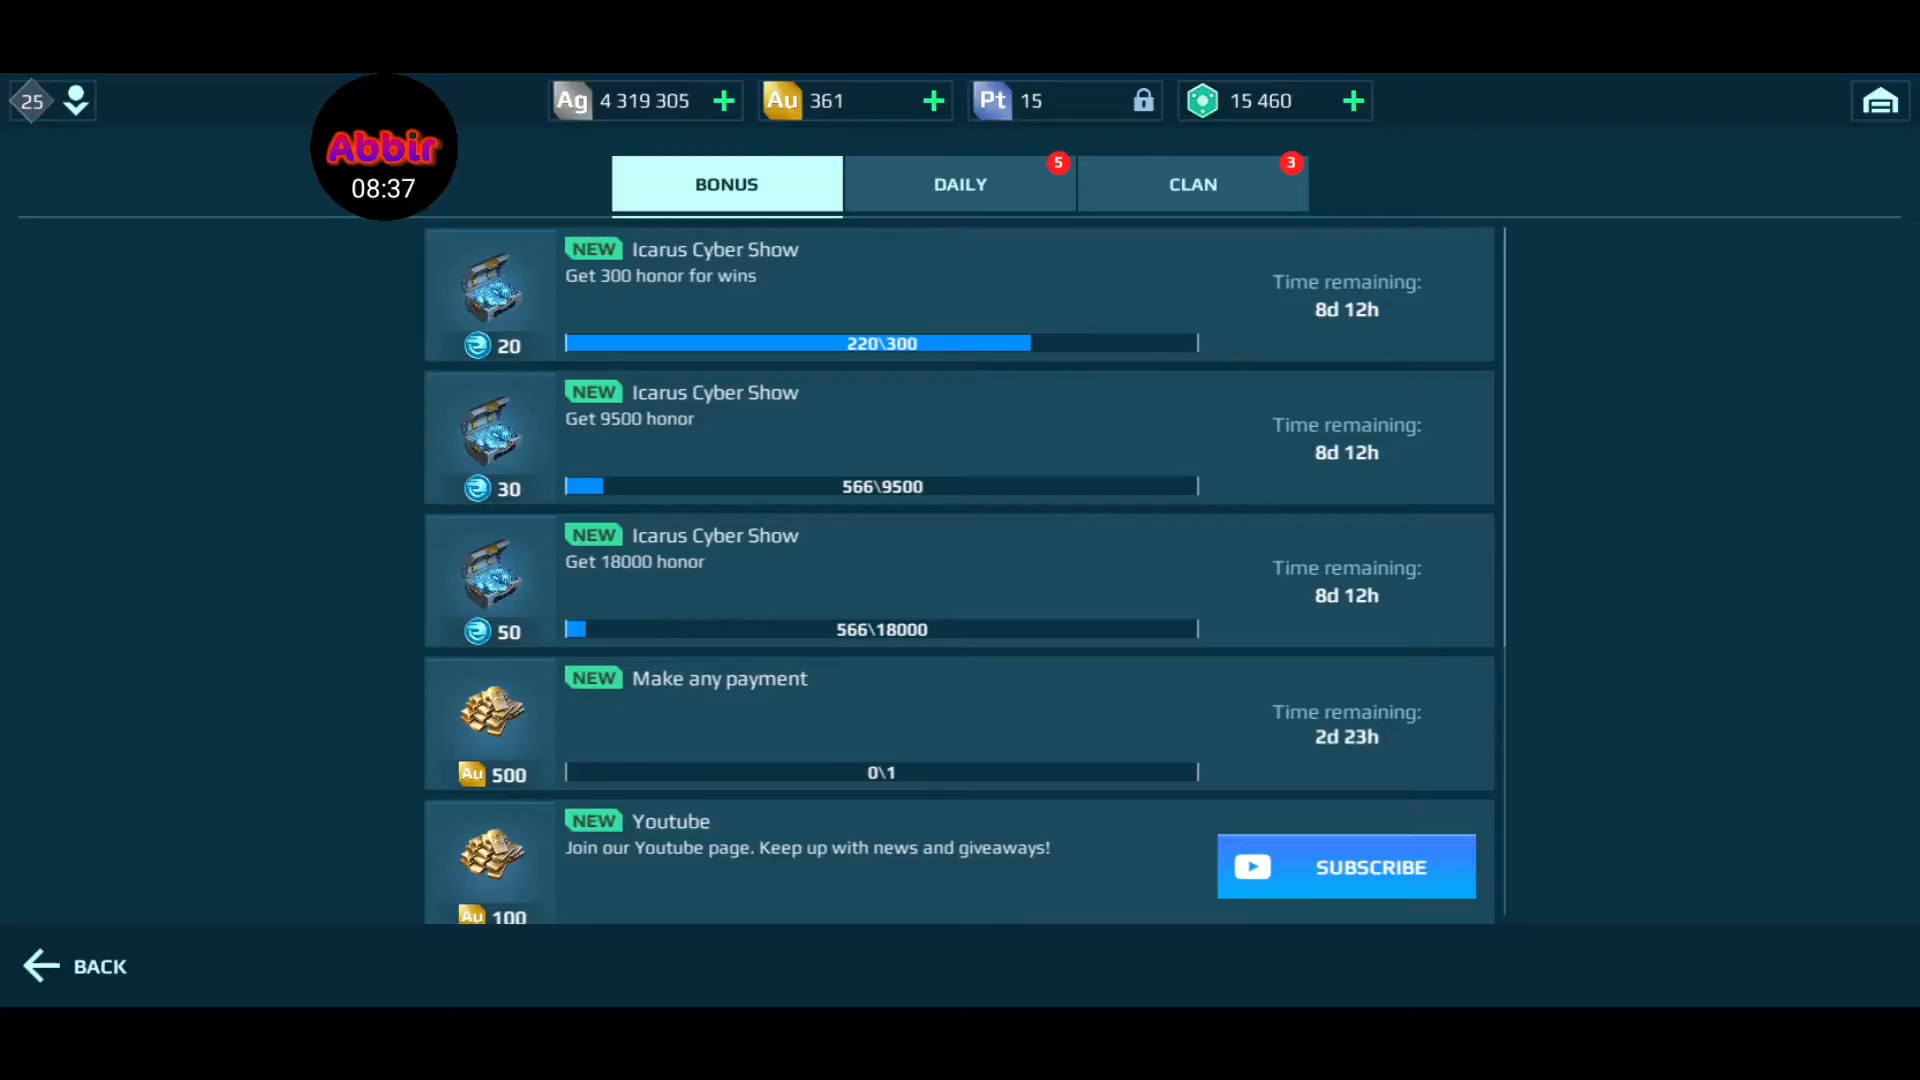 25
Ag 4 319 305
Au 361
Pt 15
15 460
Abbir
08:37
BONUS
DAILY
5
CLAN
3
NEW Icarus Cyber Show
Get 300 honor for wins
Time remaining:
8d 12h
20
220\300
NEW Icarus Cyber Show
Get 9500 honor
Time remaining:
8d 12h
30
566\9500
NEW Icarus Cyber Show
Get 18000 honor
Time remaining:
8d 12h
50
566\18000
NEW Make any payment
Time remaining:
2d 23h
Au 500
0\1
NEW Youtube
Join our Youtube page. Keep up with news and giveaways!
SUBSCRIBE
Au 100
BACK